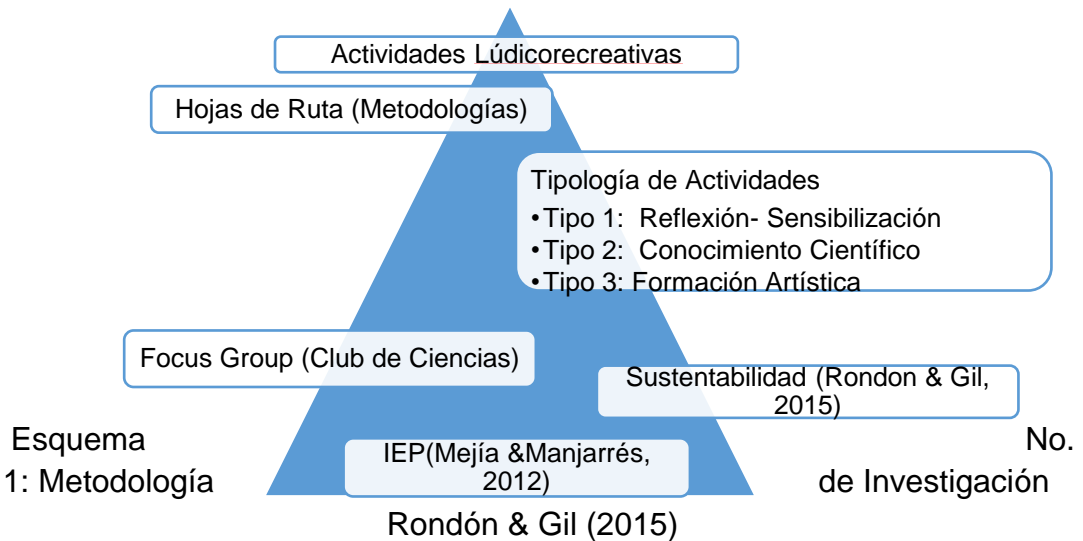 Actividades Lúdicorecreativas
Hojas de Ruta (Metodologías)
Tipología de Actividades
•Tipo 1: Reflexión- Sensibilización
•Tipo 2: Conocimiento Científico
•Tipo 3: Formación Artística
Focus Group (Club de Ciencias)
Sustentabilidad (Rondon & Gil,
2015)
IEP(Mejía &Manjarrés,
2012)
Esquema No.
1: Metodología de Investigación
Rondón & Gil (2015)